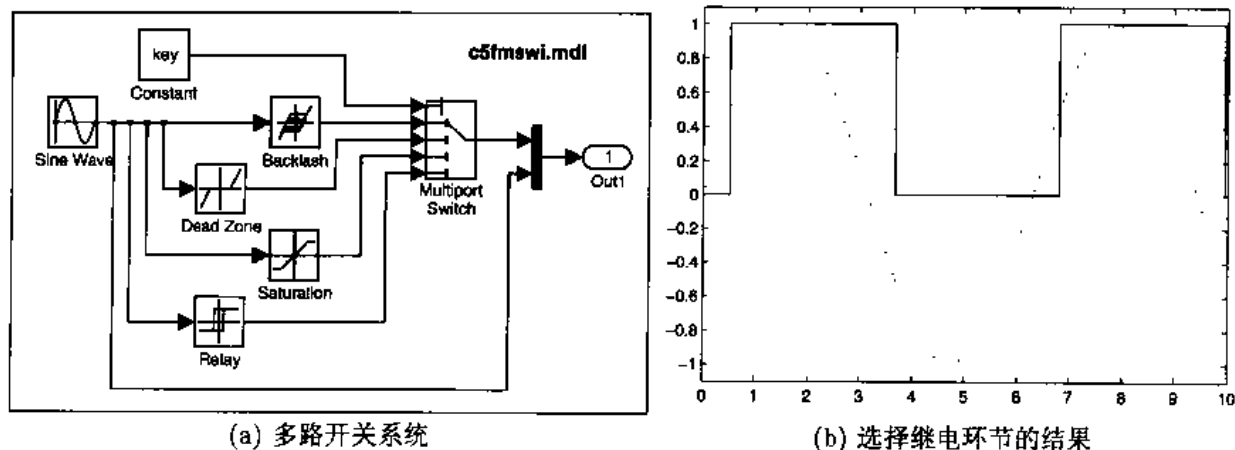 key
c5fmswi.mdl
Constant
Sine Wave
Backlash
Dead Zone
Saturation
Relay
Multiport
Switch
1
Out1
(a) 多路开关系统
1
0.8
0.6
0.4
0.2
0
−0.2
−0.4
−0.6
−0.8
−1
0 1 2 3 4 5 6 7 8 9 10
(b) 选择继电环节的结果